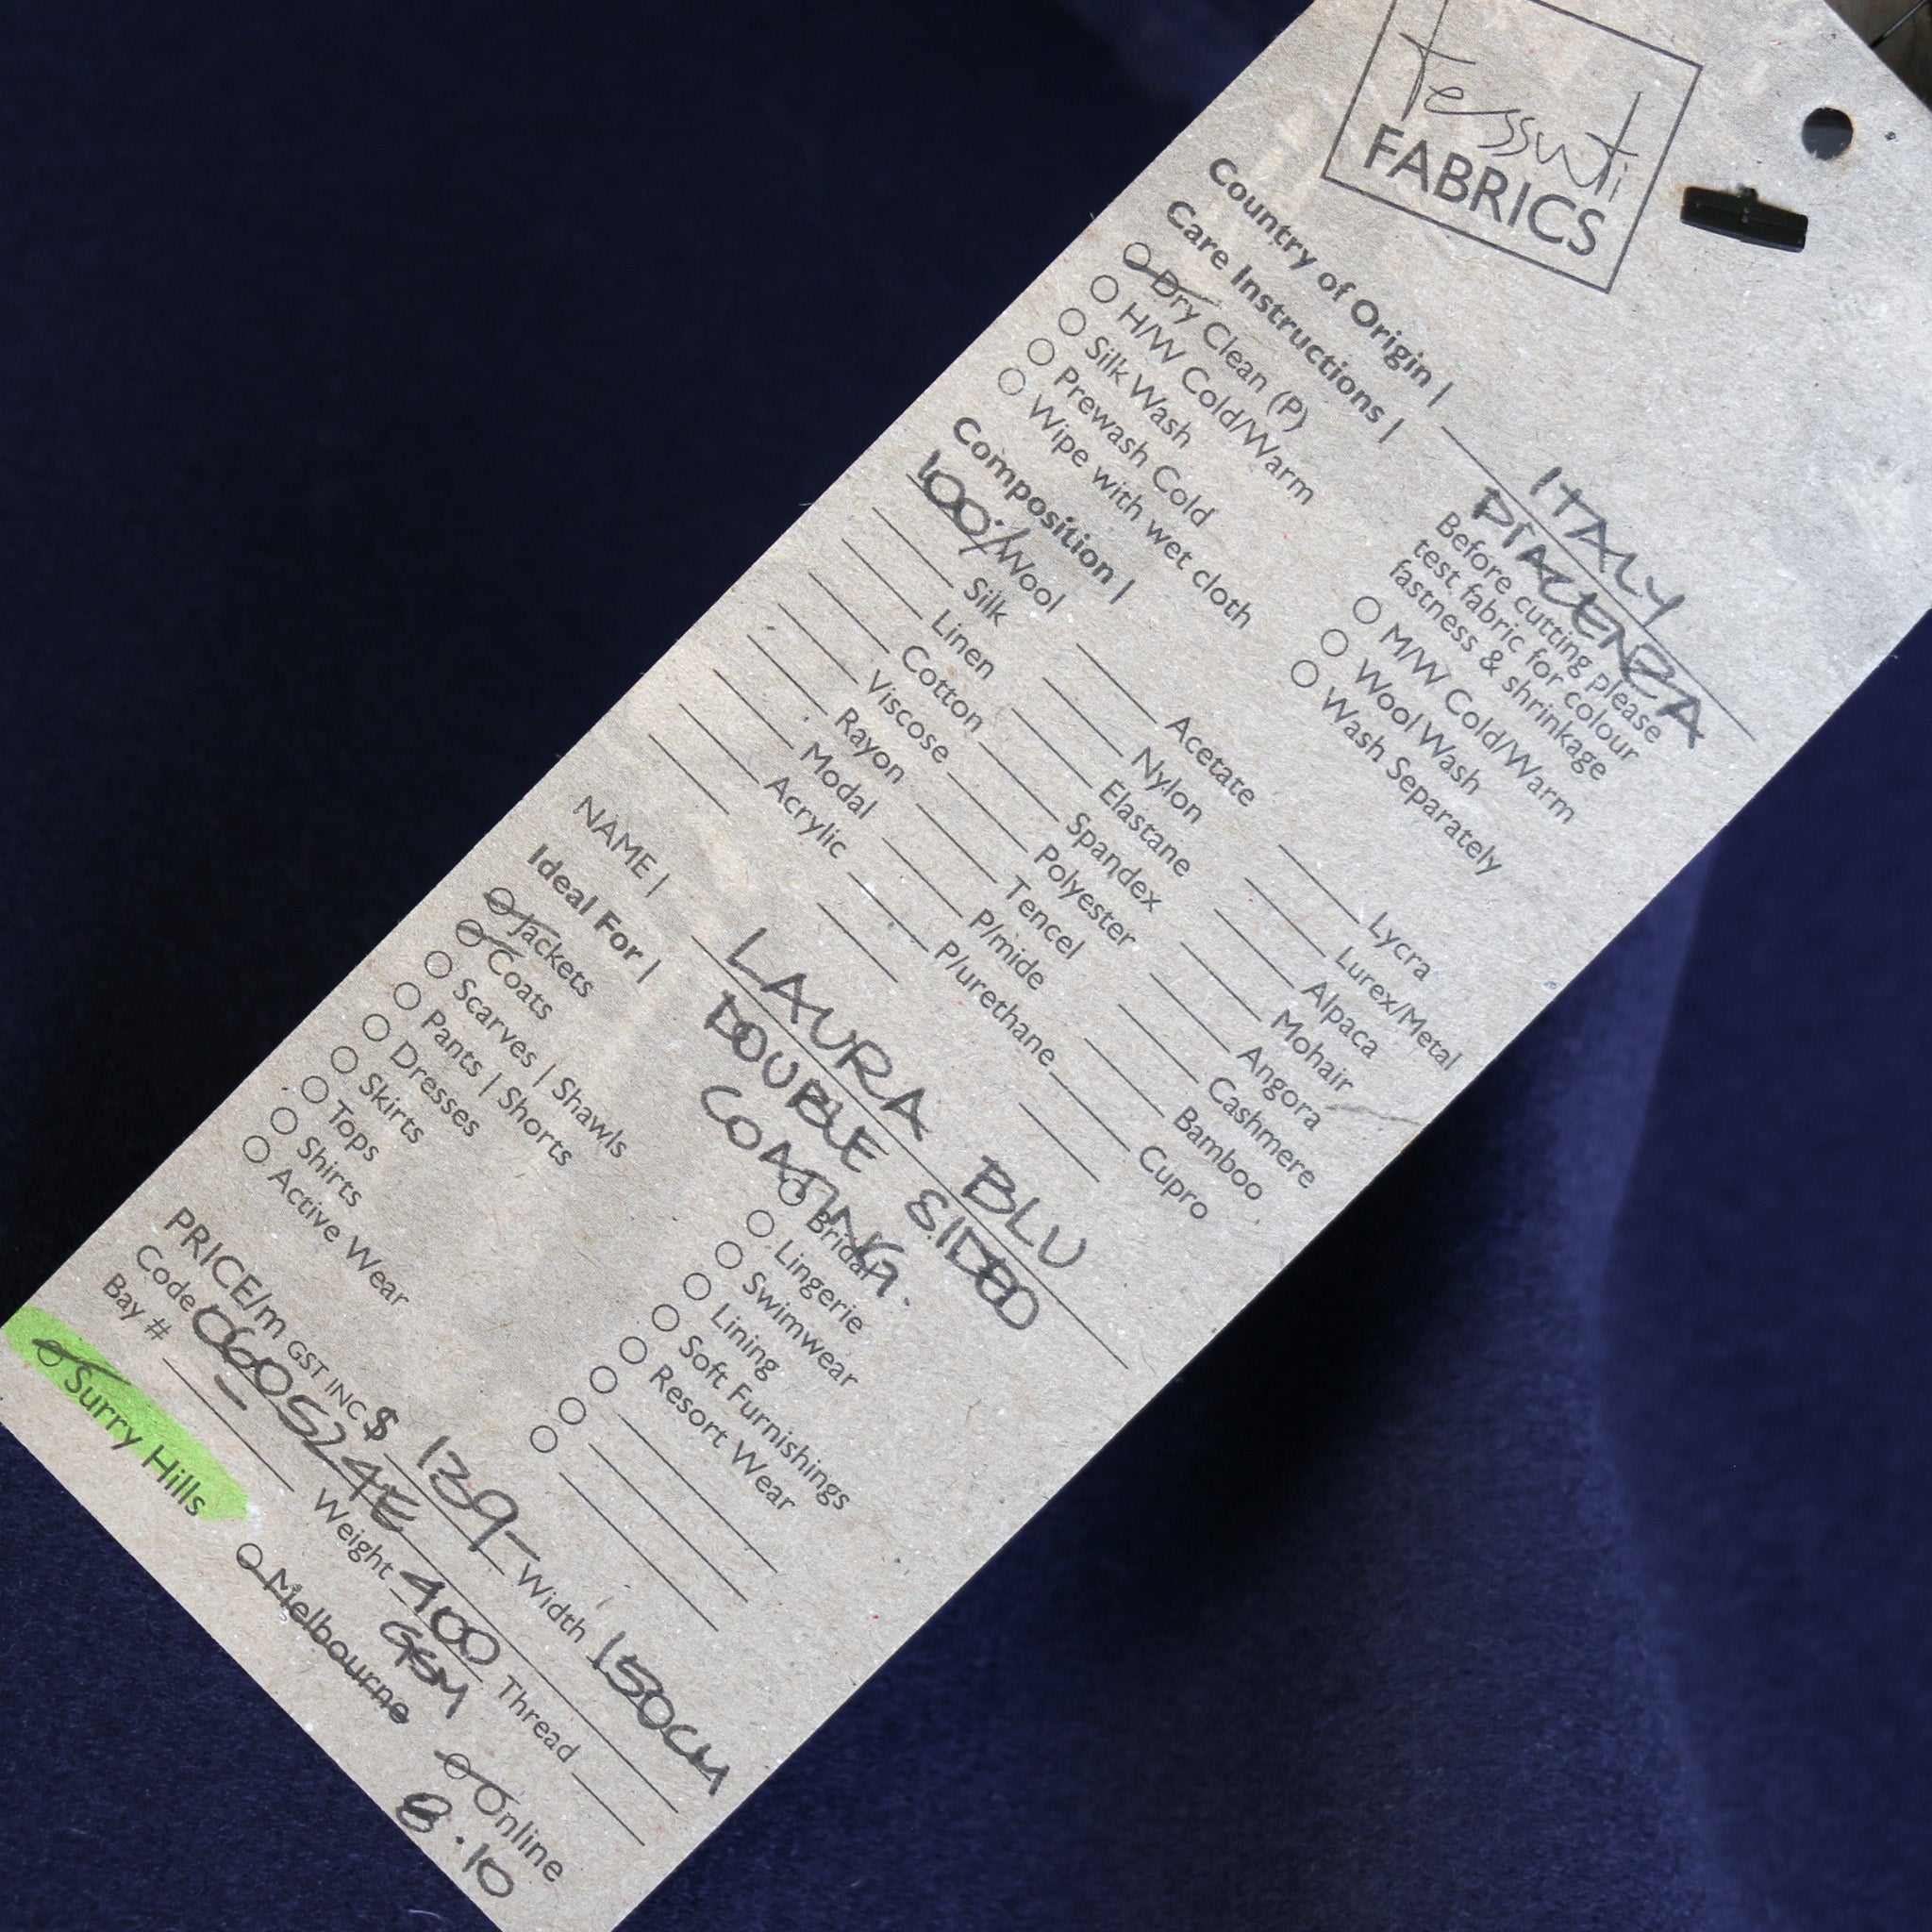 tessuti
FABRICS
Country of Origin | ITALY
PIACENZA
Care Instructions | Before cutting please
test fabric for colour
fastness & shrinkage
Dry Clean (P)
H/W Cold/Warm
Silk Wash
Prewash Cold
Wipe with wet cloth
M/W Cold/Warm
Wool Wash
Wash Separately
Composition |
100% Wool
Silk
Linen
Cotton
Viscose
Rayon
Modal
Acrylic
Acetate
Nylon
Elastane
Spandex
Polyester
Tencel
P/mide
P/urethane
Lycra
Lurex/Metal
Alpaca
Mohair
Angora
Cashmere
Bamboo
Cupro
NAME | LAURA BLU
DOUBLE SIDED
COATING.
Ideal For |
Jackets
Coats
Scarves | Shawls
Pants | Shorts
Dresses
Skirts
Tops
Shirts
Active Wear
Bridal
Lingerie
Swimwear
Lining
Soft Furnishings
Resort Wear
PRICE/m GST INC $ 139- Width 150CM
Code 060524E
Bay # - Weight 400 GSM Thread
Surry Hills Melbourne Online
8.10